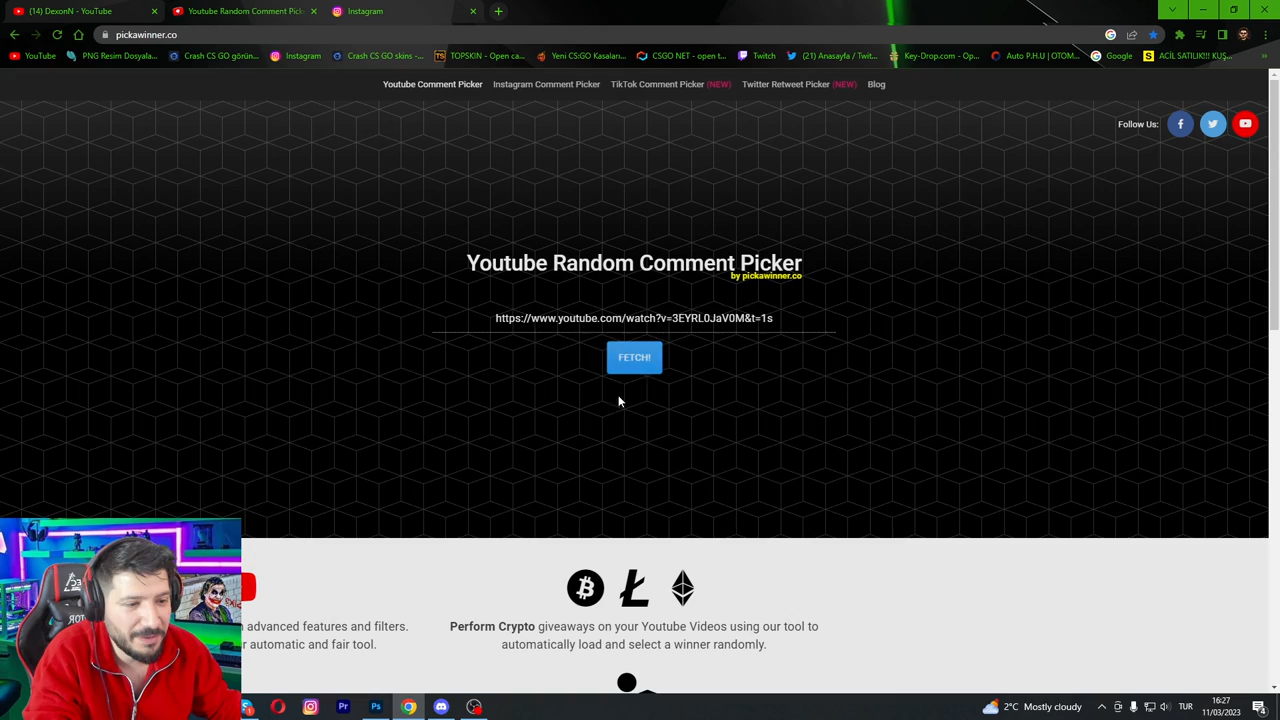 (14) DexonN - YouTube
Youtube Random Comment Picke
Instagram
pickawinner.co
YouTube
PNG Resim Dosyala...
Crash CS GO görün...
Instagram
Crash CS GO skins -...
TOPSKIN - Open ca...
Yeni CS:GO Kasaları...
CSGO NET - open t...
Twitch
(21) Anasayfa / Twit...
Key-Drop.com - Op...
Auto P.H.U | OTOM...
Google
ACİL SATILIK!!! KUŞ...
Youtube Comment Picker
Instagram Comment Picker
TikTok Comment Picker (NEW)
Twitter Retweet Picker (NEW)
Blog
Follow Us:
Youtube Random Comment Picker
by pickawinner.co
https://www.youtube.com/watch?v=3EYRL0JaV0M&t=1s
FETCH!
advanced features and filters.
r automatic and fair tool.
Perform Crypto giveaways on your Youtube Videos using our tool to
automatically load and select a winner randomly.
2°C Mostly cloudy
TUR
16:27
11/03/2023